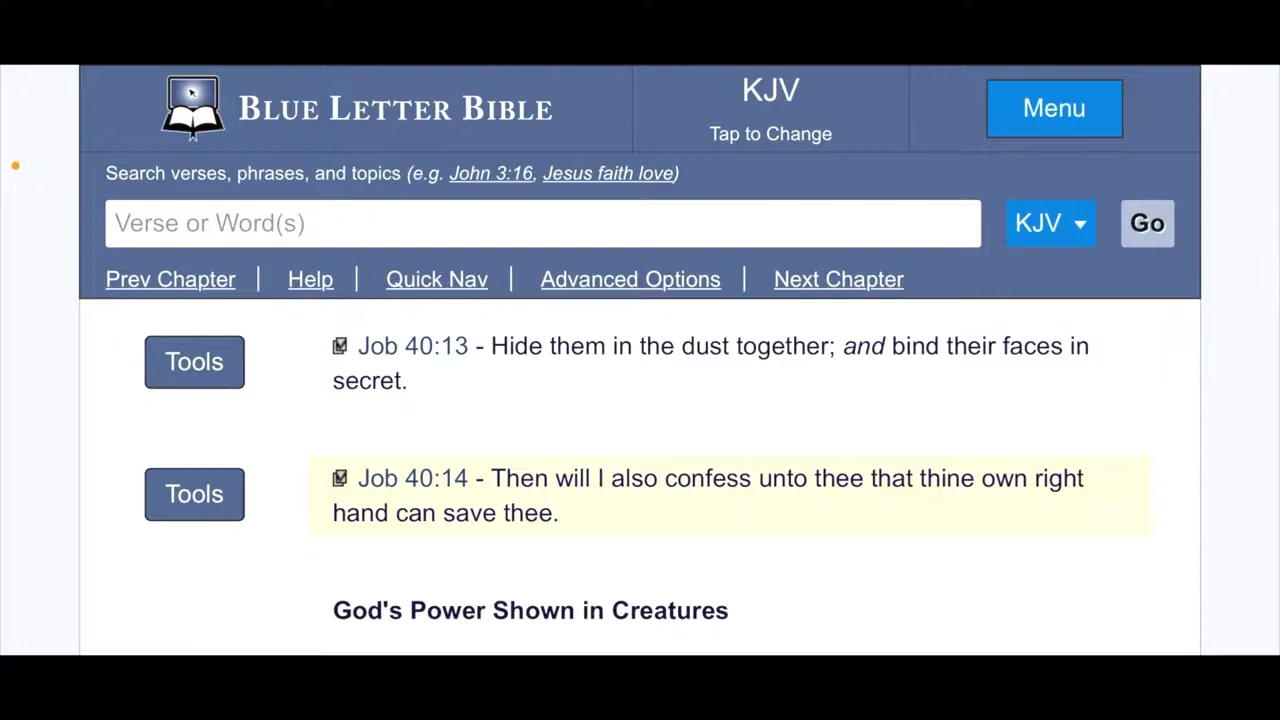 BLUE LETTER BIBLE
KJV
Tap to Change
Menu
Search verses, phrases, and topics (e.g. John 3:16, Jesus faith love)
Verse or Word(s)
KJV
Go
Prev Chapter | Help | Quick Nav | Advanced Options | Next Chapter
Tools
Job 40:13 - Hide them in the dust together; and bind their faces in
secret.
Tools
Job 40:14 - Then will I also confess unto thee that thine own right
hand can save thee.
God's Power Shown in Creatures